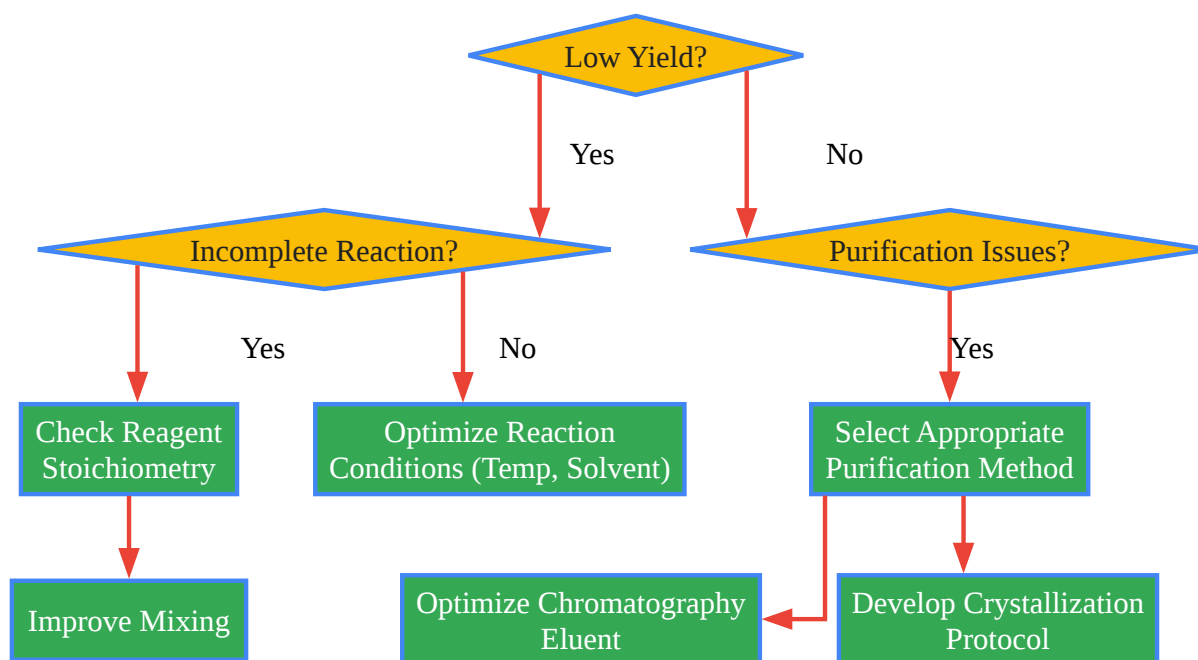 Low Yield?
Yes
No
Incomplete Reaction?
Purification Issues?
Yes
No
Yes
Check Reagent
Stoichiometry
Optimize Reaction
Conditions (Temp, Solvent)
Select Appropriate
Purification Method
Improve Mixing
Optimize Chromatography
Eluent
Develop Crystallization
Protocol